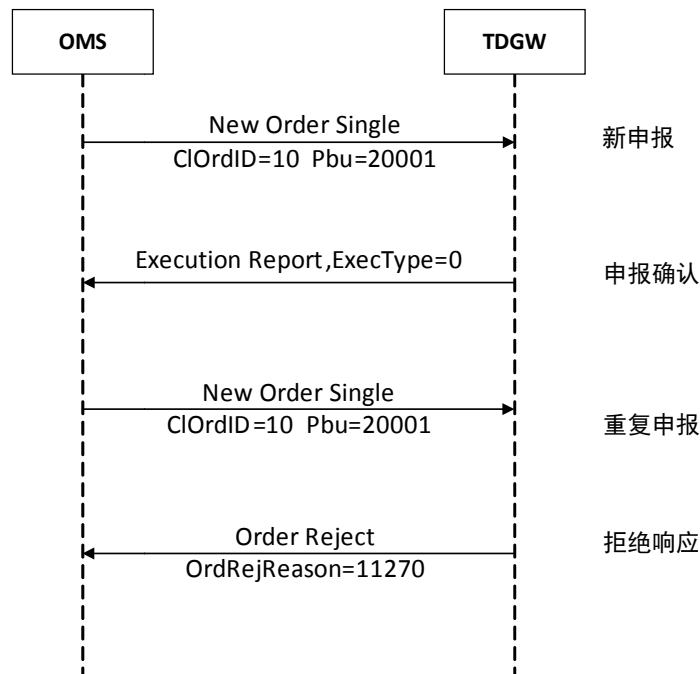 OMS
TDGW
New Order Single
ClOrdID=10 Pbu=20001
新申报
Execution Report,ExecType=0
申报确认
New Order Single
ClOrdID=10 Pbu=20001
重复申报
Order Reject
OrdRejReason=11270
拒绝响应